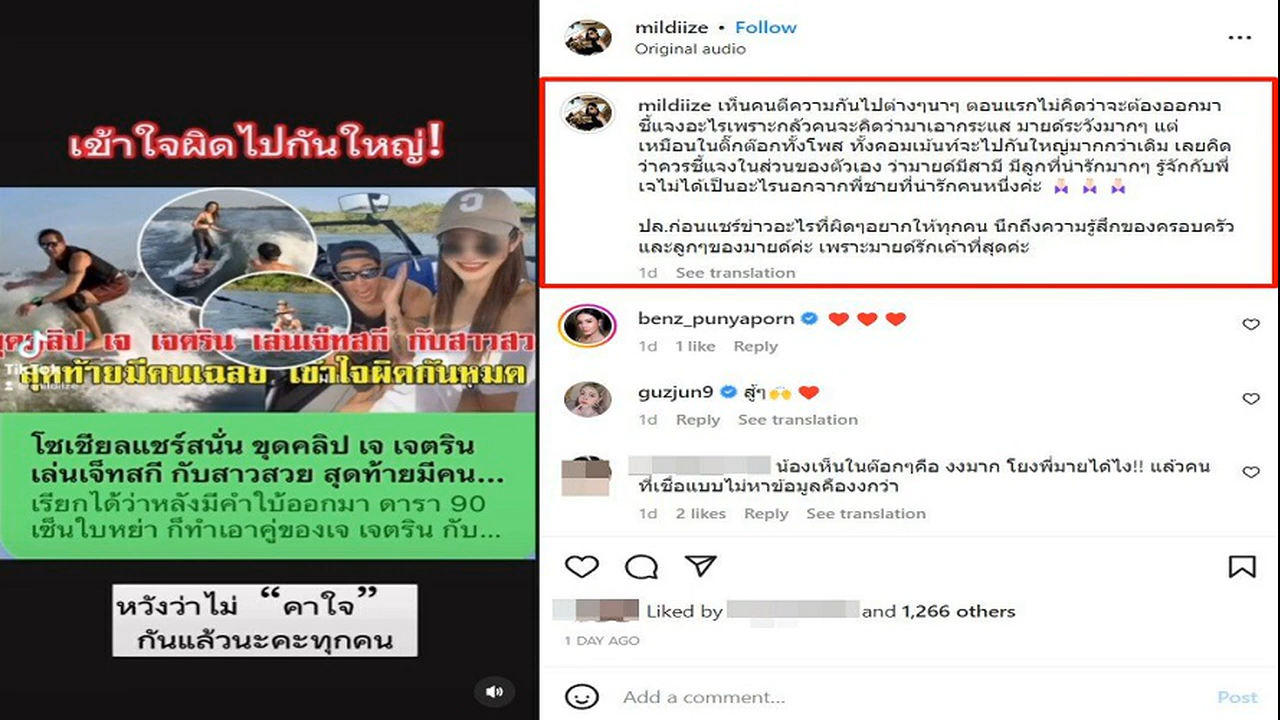 เข้าใจผิดไปกันใหญ่!
คลิป เจ เจตริน เล่นเจ็ทสกี กับสาวสว
สุดท้ายมีคนเฉลย เข้าใจผิดกันหมด
โซเชียลแชร์สนั่น ขุดคลิป เจ เจตริน
เล่นเจ็ทสกี กับสาวสวย สุดท้ายมีคน...
เรียกได้ว่าหลังมีคำใบ้ออกมา ดารา 90
เซ็นใบหย่า ก็ทำเอาคู่ของเจ เจตริน กับ...
หวังว่าไม่ “คาใจ”
กันแล้วนะคะทุกคน
mildiize • Follow
Original audio
mildiize เห็นคนตีความกันไปต่างๆนาๆ ตอนแรกไม่คิดว่าจะต้องออกมา
ชี้แจงอะไรเพราะกลัวคนจะคิดว่ามาเอากระแส มายด์ระวังมากๆ แต่
เหมือนในติ๊กต๊อกทั้งโพส ทั้งคอมเม้นท์จะไปกันใหญ่มากกว่าเดิม เลยคิด
ว่าควรชี้แจงในส่วนของตัวเอง ว่ามายด์มีสามี มีลูกที่น่ารักมากๆ รู้จักกับพี่
เจไม่ได้เป็นอะไรนอกจากพี่ชายที่น่ารักคนหนึ่งค่ะ
ปล.ก่อนแชร์ข่าวอะไรที่ผิดๆอยากให้ทุกคน นึกถึงความรู้สึกของครอบครัว
และลูกๆของมายด์ค่ะ เพราะมายด์รักเค้าที่สุดค่ะ
1d See translation
benz_punyaporn ❤️ ❤️ ❤️
1d 1 like Reply
guzjun9 สู้ๆ🙌 ❤️
1d Reply See translation
น้องเห็นในต๊อกๆคือ งงมาก โยงพี่มายได้ไง!! แล้วคน
ที่เชื่อแบบไม่หาข้อมูลคืองงกว่า
1d 2 likes Reply See translation
Liked by and 1,266 others
1 DAY AGO
Add a comment... Post